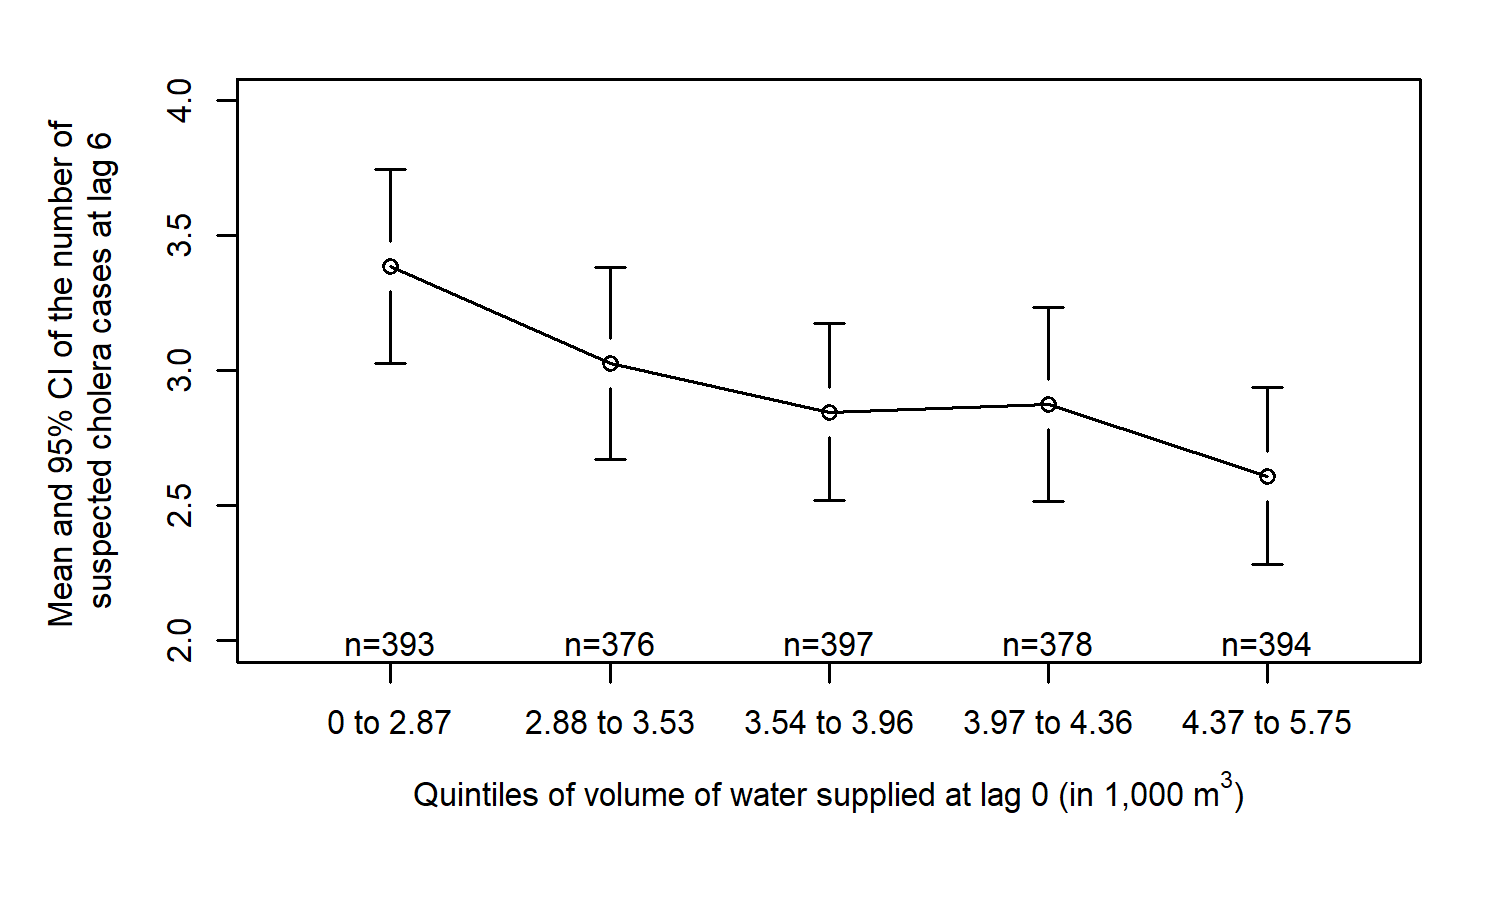 Mean and 95% CI of the number of
suspected cholera cases at lag 6
4.0
3.5
3.0
2.5
2.0
n=393 n=376 n=397 n=378 n=394
0 to 2.87 2.88 to 3.53 3.54 to 3.96 3.97 to 4.36 4.37 to 5.75
Quintiles of volume of water supplied at lag 0 (in 1,000 m³)